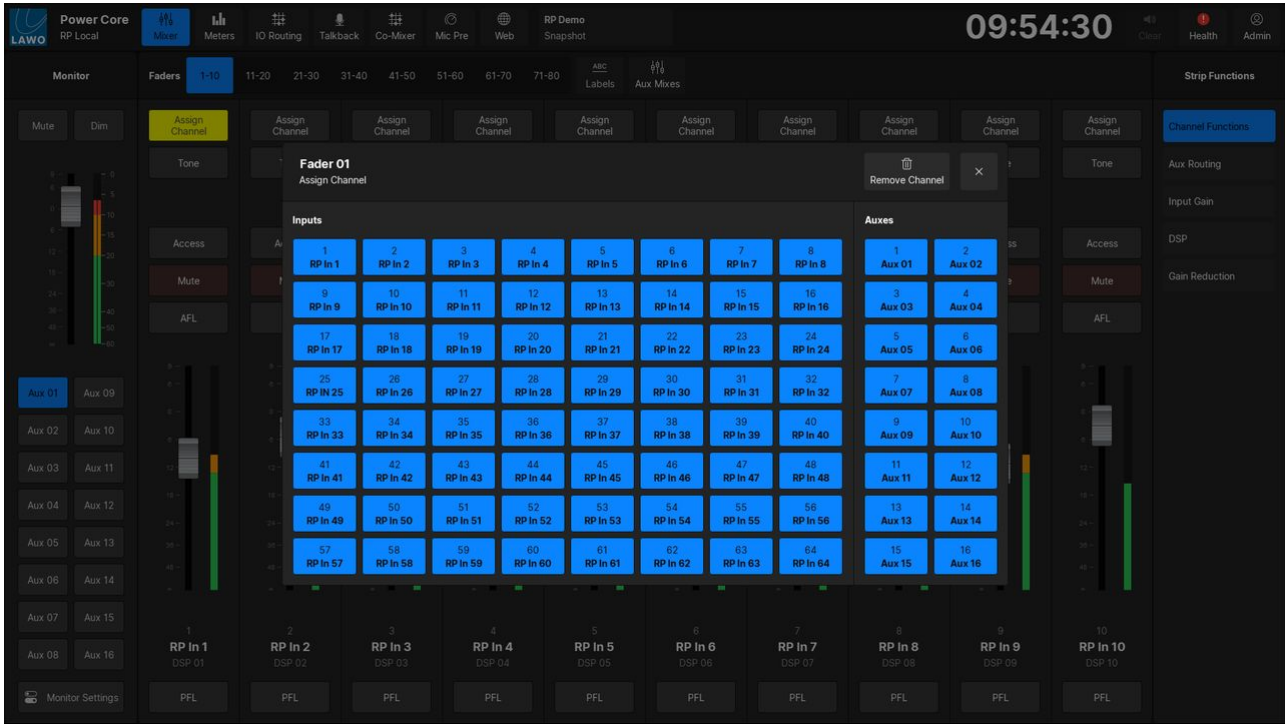 LAWO
Power Core
RP Local
Mixer
Meters
IO Routing
Talkback
Co-Mixer
Mic Pre
Web
RP Demo
Snapshot
09:54:30
Clear
Health
Admin
Monitor
Faders
1-10
11-20
21-30
31-40
41-50
51-60
61-70
71-80
ABC
Labels
Aux Mixes
Strip Functions
Mute
Dim
Assign Channel
Assign Channel
Assign Channel
Assign Channel
Assign Channel
Assign Channel
Assign Channel
Assign Channel
Assign Channel
Assign Channel
Channel Functions
Aux Routing
Input Gain
DSP
Gain Reduction
Tone
Access
Mute
AFL
Tone
Access
Mute
AFL
Fader 01
Assign Channel
Remove Channel
Inputs
Auxes
1 RP In 1
2 RP In 2
3 RP In 3
4 RP In 4
5 RP In 5
6 RP In 6
7 RP In 7
8 RP In 8
1 Aux 01
2 Aux 02
9 RP In 9
10 RP In 10
11 RP In 11
12 RP In 12
13 RP In 13
14 RP In 14
15 RP In 15
16 RP In 16
3 Aux 03
4 Aux 04
17 RP In 17
18 RP In 18
19 RP In 19
20 RP In 20
21 RP In 21
22 RP In 22
23 RP In 23
24 RP In 24
5 Aux 05
6 Aux 06
25 RP IN 25
26 RP In 26
27 RP In 27
28 RP In 28
29 RP In 29
30 RP In 30
31 RP In 31
32 RP In 32
7 Aux 07
8 Aux 08
33 RP In 33
34 RP In 34
35 RP In 35
36 RP In 36
37 RP In 37
38 RP In 38
39 RP In 39
40 RP In 40
9 Aux 09
10 Aux 10
41 RP In 41
42 RP In 42
43 RP In 43
44 RP In 44
45 RP In 45
46 RP In 46
47 RP In 47
48 RP In 48
11 Aux 11
12 Aux 12
49 RP In 49
50 RP In 50
51 RP In 51
52 RP In 52
53 RP In 53
54 RP In 54
55 RP In 55
56 RP In 56
13 Aux 13
14 Aux 14
57 RP In 57
58 RP In 58
59 RP In 59
60 RP In 60
61 RP In 61
62 RP In 62
63 RP In 63
64 RP In 64
15 Aux 15
16 Aux 16
Aux 01
Aux 09
Aux 02
Aux 10
Aux 03
Aux 11
Aux 04
Aux 12
Aux 05
Aux 13
Aux 06
Aux 14
Aux 07
Aux 15
Aux 08
Aux 16
Monitor Settings
1
RP In 1
DSP 01
PFL
2
RP In 2
DSP 02
PFL
3
RP In 3
DSP 03
PFL
4
RP In 4
DSP 04
PFL
5
RP In 5
DSP 05
PFL
6
RP In 6
DSP 06
PFL
7
RP In 7
DSP 07
PFL
8
RP In 8
DSP 08
PFL
9
RP In 9
DSP 09
PFL
10
RP In 10
DSP 10
PFL